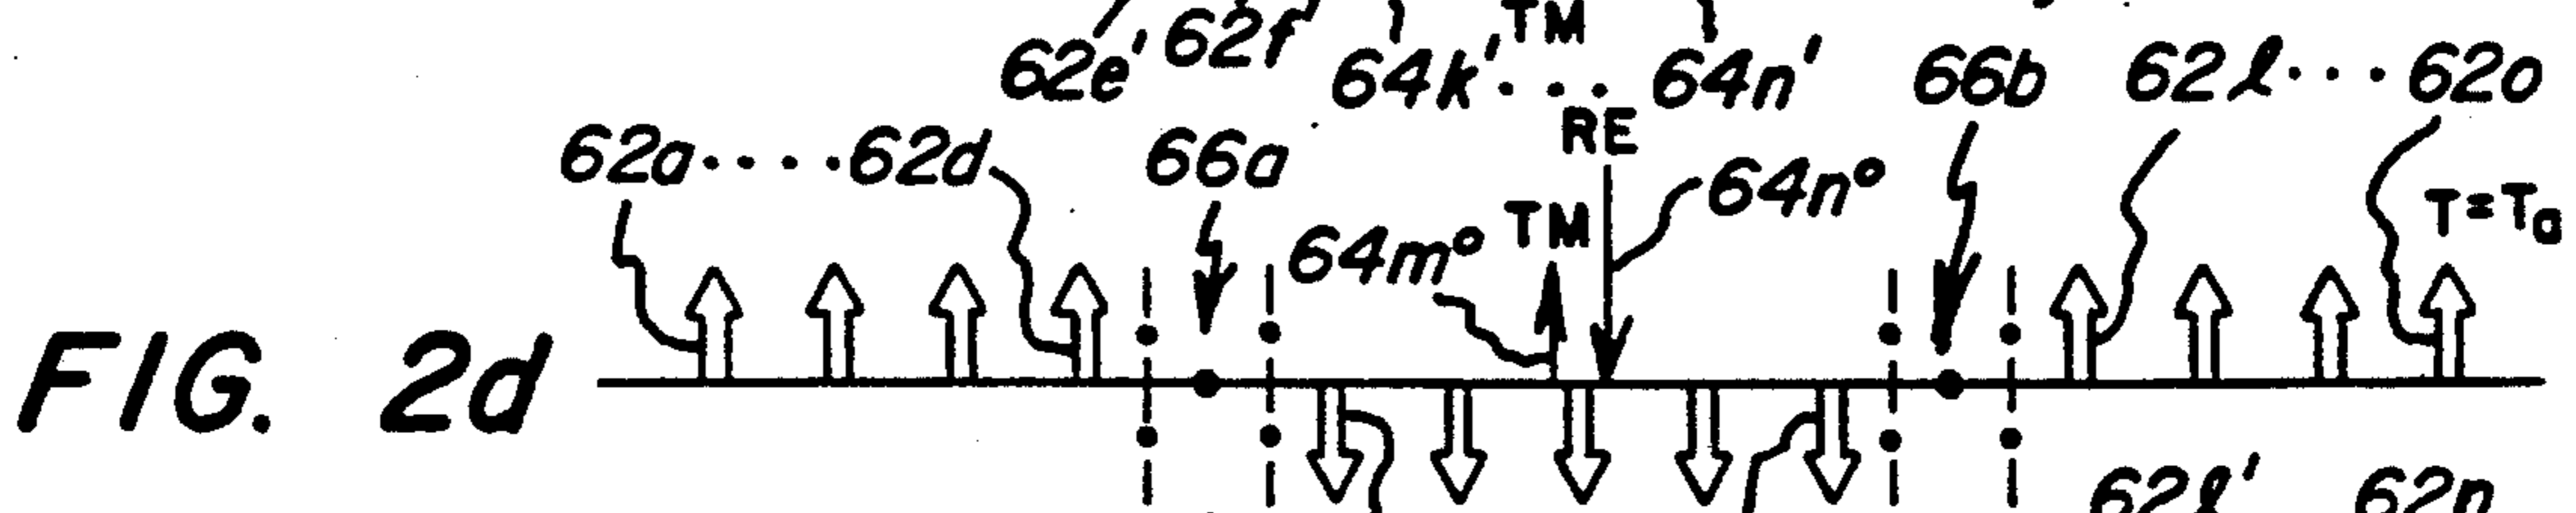 62e' 62f TM
64k'... 64n' 66b 62l...62o
62a....62d 66a RE 64n°
64m° TM T=Ta
FIG. 2d
62l' 62n